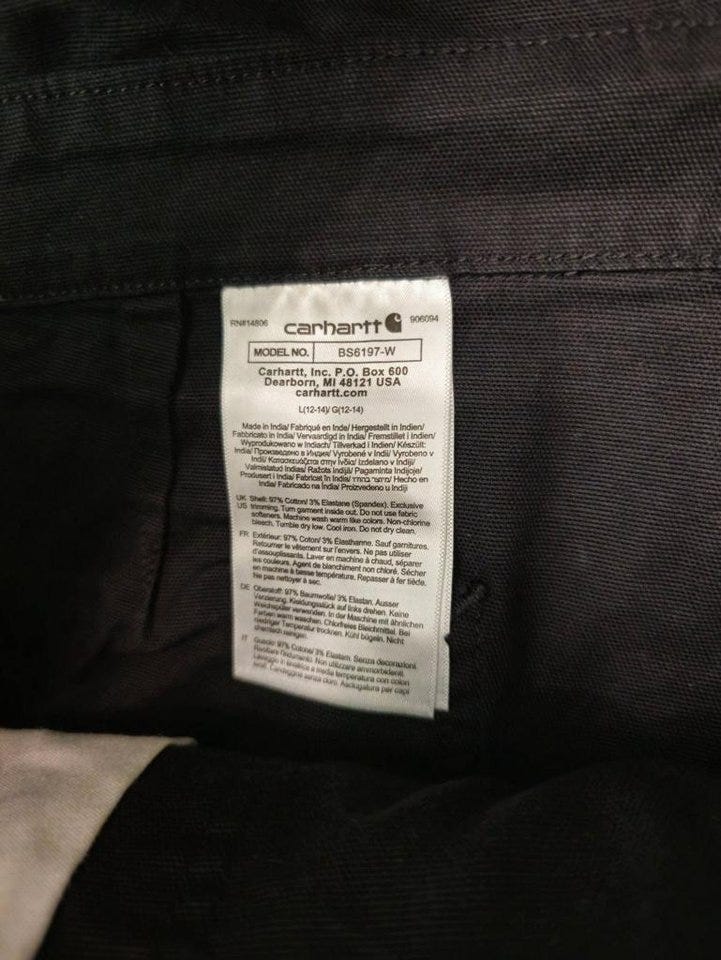 RN#14806 carhartt 906094
MODEL NO. BS6197-W
Carhartt, Inc. P.O. Box 600
Dearborn, MI 48121 USA
carhartt.com
L(12-14)/ G(12-14)
Made in India/ Fabriqué en Inde/ Hergestellt in Indien/
Fabbricato in India/ Vervaardigd in India/ Fremstillet i Indien/
Wyprodukowano w Indiach/ Tillverkad i Indien/ Készült:
India/ Произведено в Индия/ Vyrobené v Indii/ Vyrobeno v
Indii/ Κατασκευάζεται στην Ινδία/ Izdelano v Indiji/
Valmistatud Indias/ Ražots Indijā/ Pagaminta Indijoje/
Produsert i India/ Fabricat în India/ מיוצר בהודו/ Hecho en
India/ Fabricado na Índia/ Proizvedeno u Indiji
UK Shell: 97% Cotton/ 3% Elastane (Spandex). Exclusive
US trimming. Turn garment inside out. Do not use fabric
softeners. Machine wash warm like colors. Non-chlorine
bleach. Tumble dry low. Cool iron. Do not dry clean.
FR Extérieur: 97% Coton/ 3% Élasthanne. Sauf garnitures.
Retourner le vêtement sur l'envers. Ne pas utiliser
d'assouplissants. Laver en machine à chaud, séparer
les couleurs. Agent de blanchiment non chloré. Sécher
en machine à basse température. Repasser à fer tiède.
Ne pas nettoyer à sec.
DE Oberstoff: 97% Baumwolle/ 3% Elastan. Ausser
Verzierung. Kleidungsstück auf links drehen. Keine
Weichspüler verwenden. In der Maschine mit ähnlichen
Farben warm waschen. Chlorfreies Bleichmittel. Bei
niedriger Temperatur trocknen. Kühl bügeln. Nicht
chemisch reinigen.
IT Guscio: 97% Cotone/ 3% Elastam. Senza decorazioni.
Rivoltare l'indumento. Non utilizzare ammorbidenti.
Lavaggio in lavatrice a media temperatura con colori
simili. Candeggina senza cloro. Asciugatura per capi